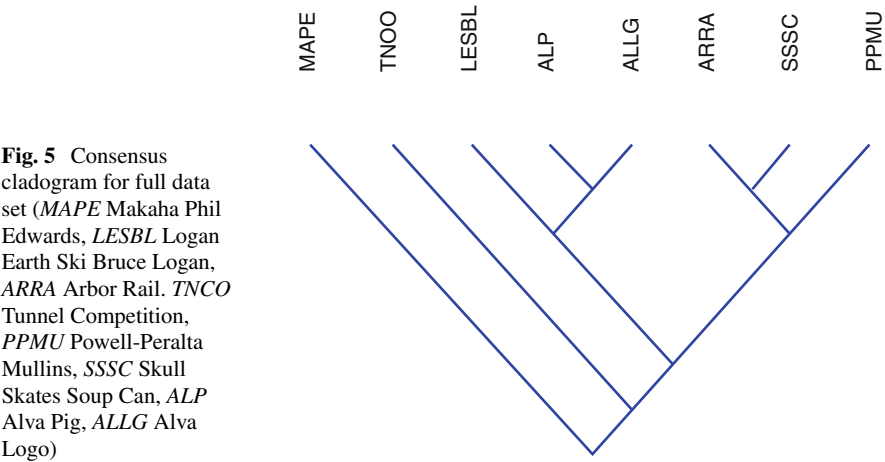 MAPE
TNOO
LESBL
ALP
ALLG
ARRA
SSSC
PPMU
Fig. 5 Consensus
cladogram for full data
set (MAPE Makaha Phil
Edwards, LESBL Logan
Earth Ski Bruce Logan,
ARRA Arbor Rail. TNCO
Tunnel Competition,
PPMU Powell-Peralta
Mullins, SSSC Skull
Skates Soup Can, ALP
Alva Pig, ALLG Alva
Logo)